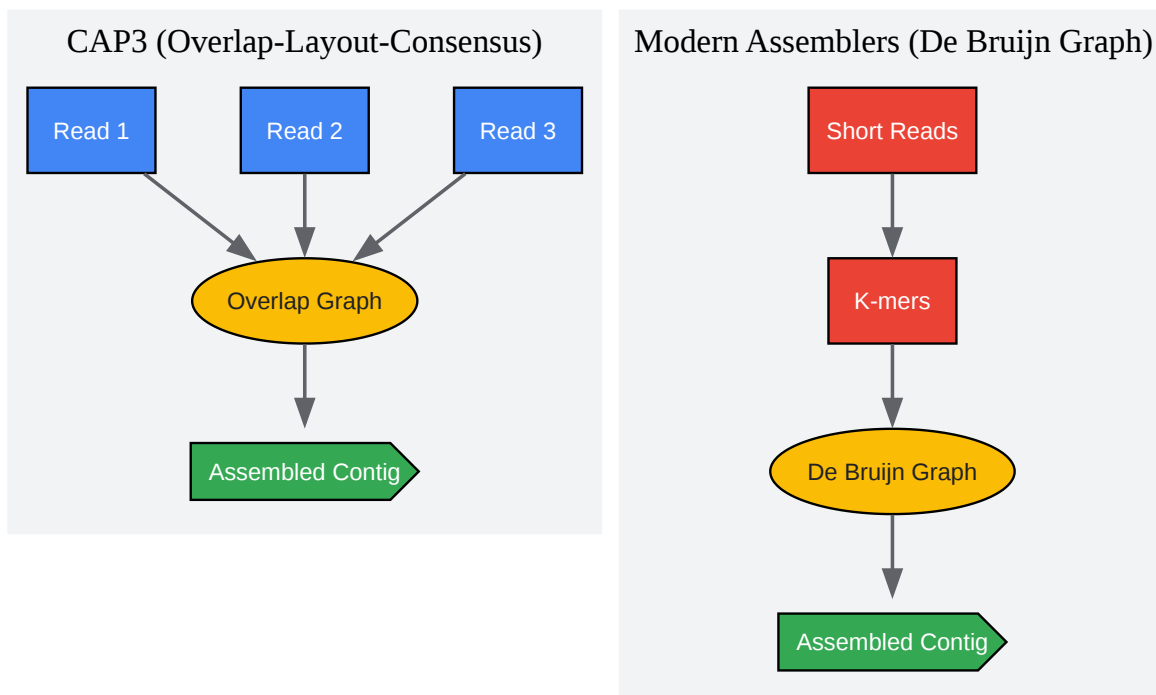 CAP3 (Overlap-Layout-Consensus)
Read 1
Read 2
Read 3
Overlap Graph
Assembled Contig
Modern Assemblers (De Bruijn Graph)
Short Reads
K-mers
De Bruijn Graph
Assembled Contig